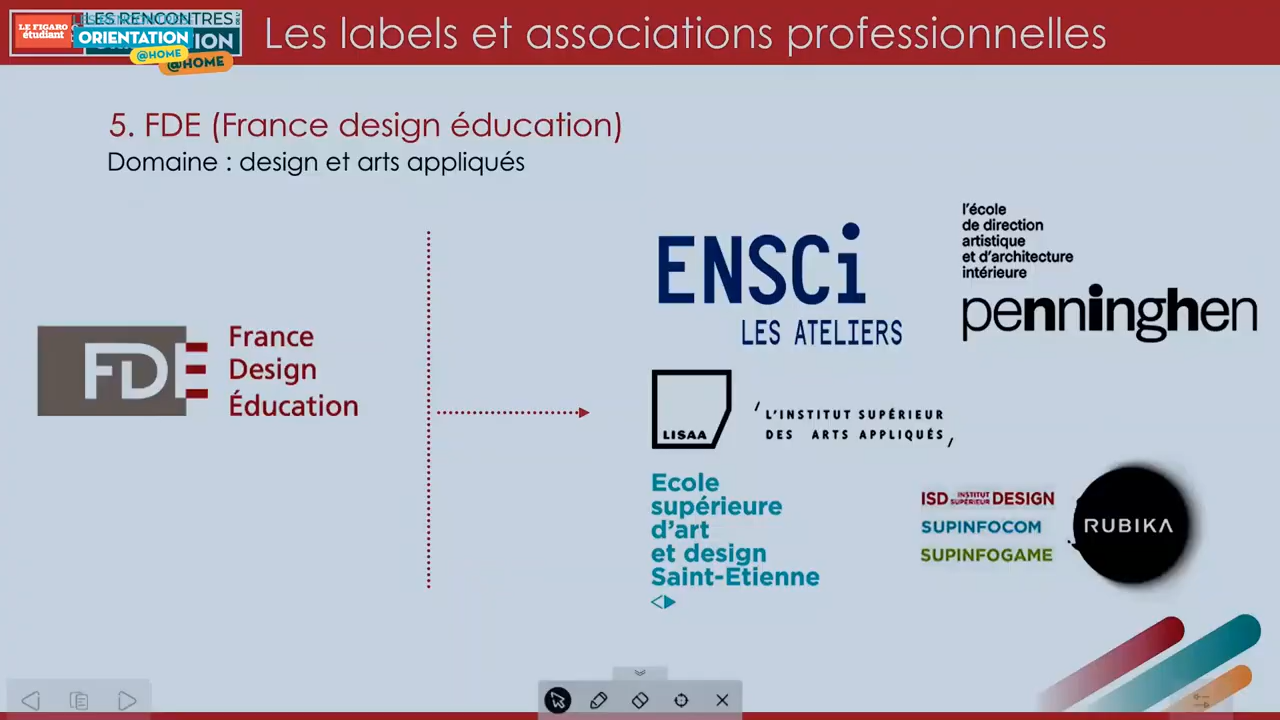 LE FIGARO
étudiant
LES RENCONTRES
ORIENTATION
@HOME
@HOME
Les labels et associations professionnelles
5. FDE (France design éducation)
Domaine : design et arts appliqués
FDE
France
Design
Éducation
ENSCi
LES ATELIERS
l'école
de direction
artistique
et d'architecture
intérieure
penninghen
LISAA
L'INSTITUT SUPÉRIEUR
DES ARTS APPLIQUÉS
Ecole
supérieure
d'art
et design
Saint-Etienne
ISD INSTITUT SUPÉRIEUR DESIGN
SUPINFOCOM
SUPINFOGAME
RUBIKA